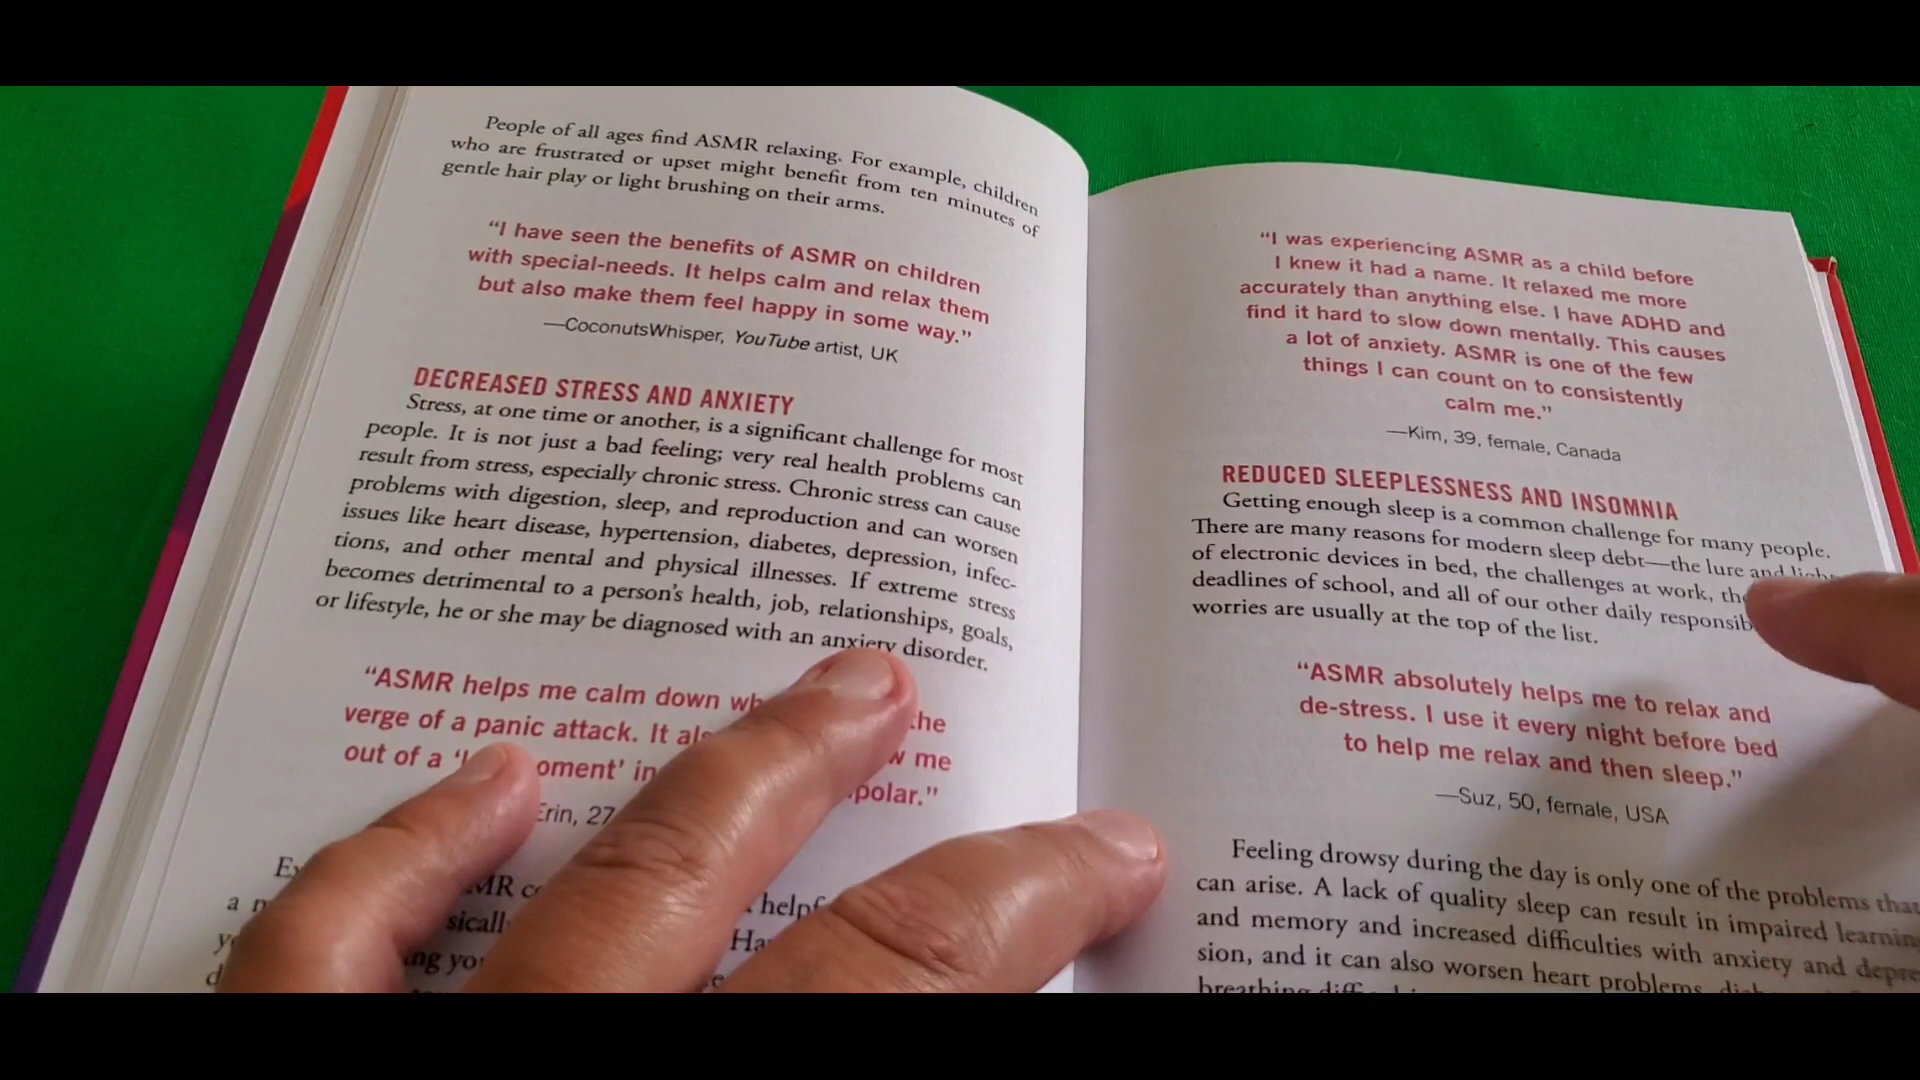 People of all ages find ASMR relaxing. For example, children
who are frustrated or upset might benefit from ten minutes of
gentle hair play or light brushing on their arms.
“I have seen the benefits of ASMR on children
with special-needs. It helps calm and relax them
but also make them feel happy in some way.”
—CoconutsWhisper, YouTube artist, UK
DECREASED STRESS AND ANXIETY
Stress, at one time or another, is a significant challenge for most
people. It is not just a bad feeling; very real health problems can
result from stress, especially chronic stress. Chronic stress can cause
problems with digestion, sleep, and reproduction and can worsen
issues like heart disease, hypertension, diabetes, depression, infec-
tions, and other mental and physical illnesses. If extreme stress
becomes detrimental to a person’s health, job, relationships, goals,
or lifestyle, he or she may be diagnosed with an anxiety disorder.
“ASMR helps me calm down the
verge of a panic attack. It me
out of a in
Erin, 27
a
“I was experiencing ASMR as a child before
I knew it had a name. It relaxed me more
accurately than anything else. I have ADHD and
find it hard to slow down mentally. This causes
a lot of anxiety. ASMR is one of the few
things I can count on to consistently
calm me.”
—Kim, 39, female, Canada
REDUCED SLEEPLESSNESS AND INSOMNIA
Getting enough sleep is a common challenge for many people.
There are many reasons for modern sleep debt—the lure and light
of electronic devices in bed, the challenges at work,
deadlines of school, and all of our other daily
worries are usually at the top of the list.
“ASMR absolutely helps me to relax and
de-stress. I use it every night before bed
to help me relax and then sleep.”
—Suz, 50, female, USA
Feeling drowsy during the day is only one of the problems that
can arise. A lack of quality sleep can result in impaired learning
and memory and increased difficulties with anxiety and depres
sion, and it can also worsen heart problems,
breathing